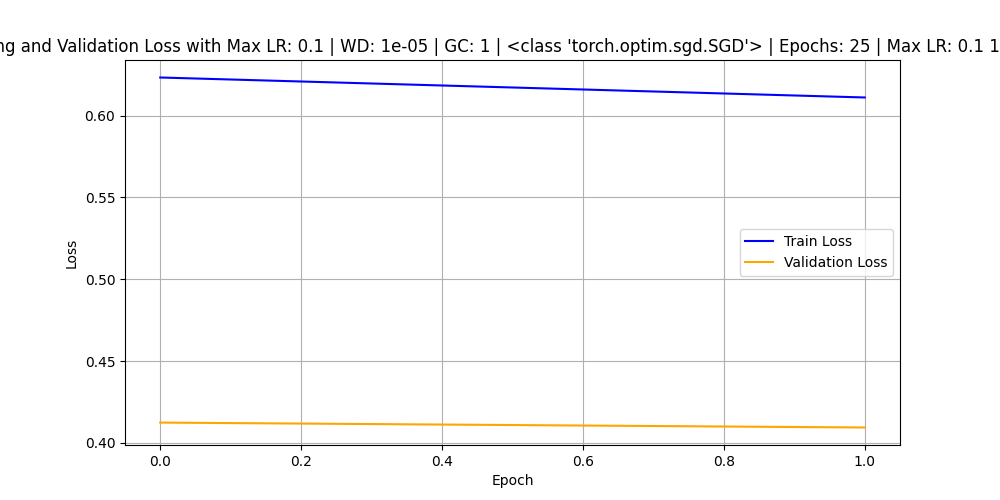 and Validation Loss with Max LR: 0.1 | WD: 1e-05 | GC: 1 | <class 'torch.optim.sgd.SGD'> | Epochs: 25 | Max LR: 0.1 1
0.60
0.55
0.50
0.45
0.40
Loss
Train Loss
Validation Loss
0.0 0.2 0.4 0.6 0.8 1.0
Epoch